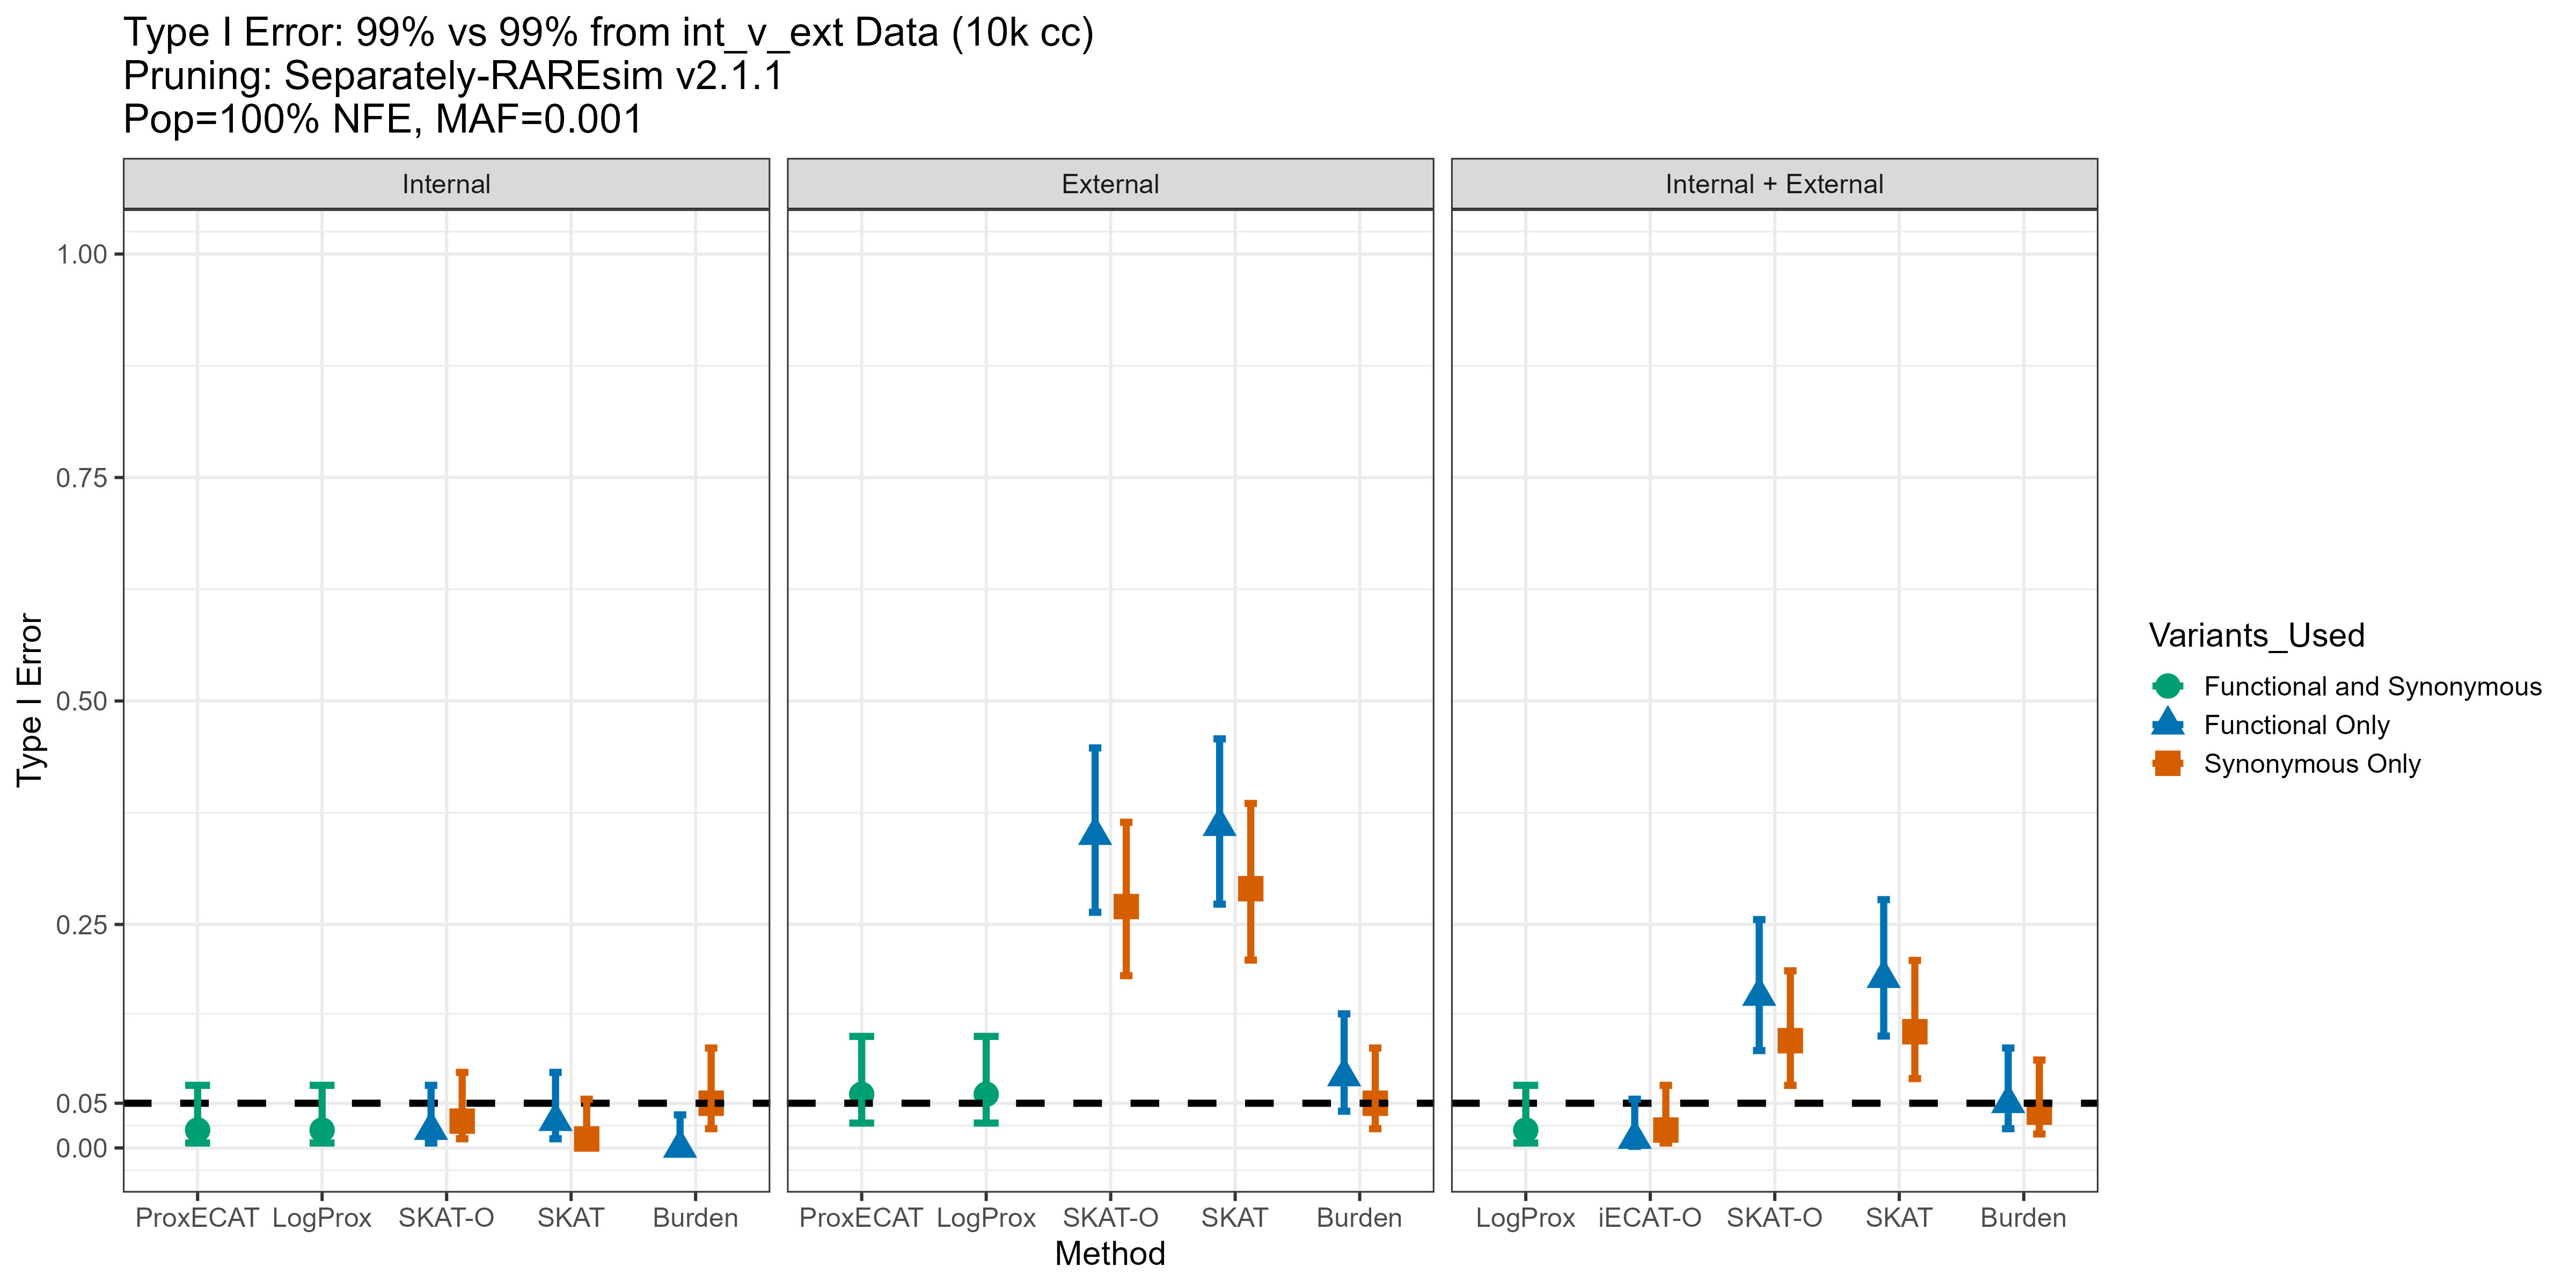 Type I Error: 99% vs 99% from int_v_ext Data (10k cc)
Pruning: Separately-RAREsim v2.1.1
Pop=100% NFE, MAF=0.001
Internal
External
Internal + External
Type I Error
1.00
0.75
0.50
0.25
0.05
0.00
ProxECAT LogProx SKAT-O SKAT Burden
ProxECAT LogProx SKAT-O SKAT Burden
LogProx iECAT-O SKAT-O SKAT Burden
Method
Variants_Used
Functional and Synonymous
Functional Only
Synonymous Only